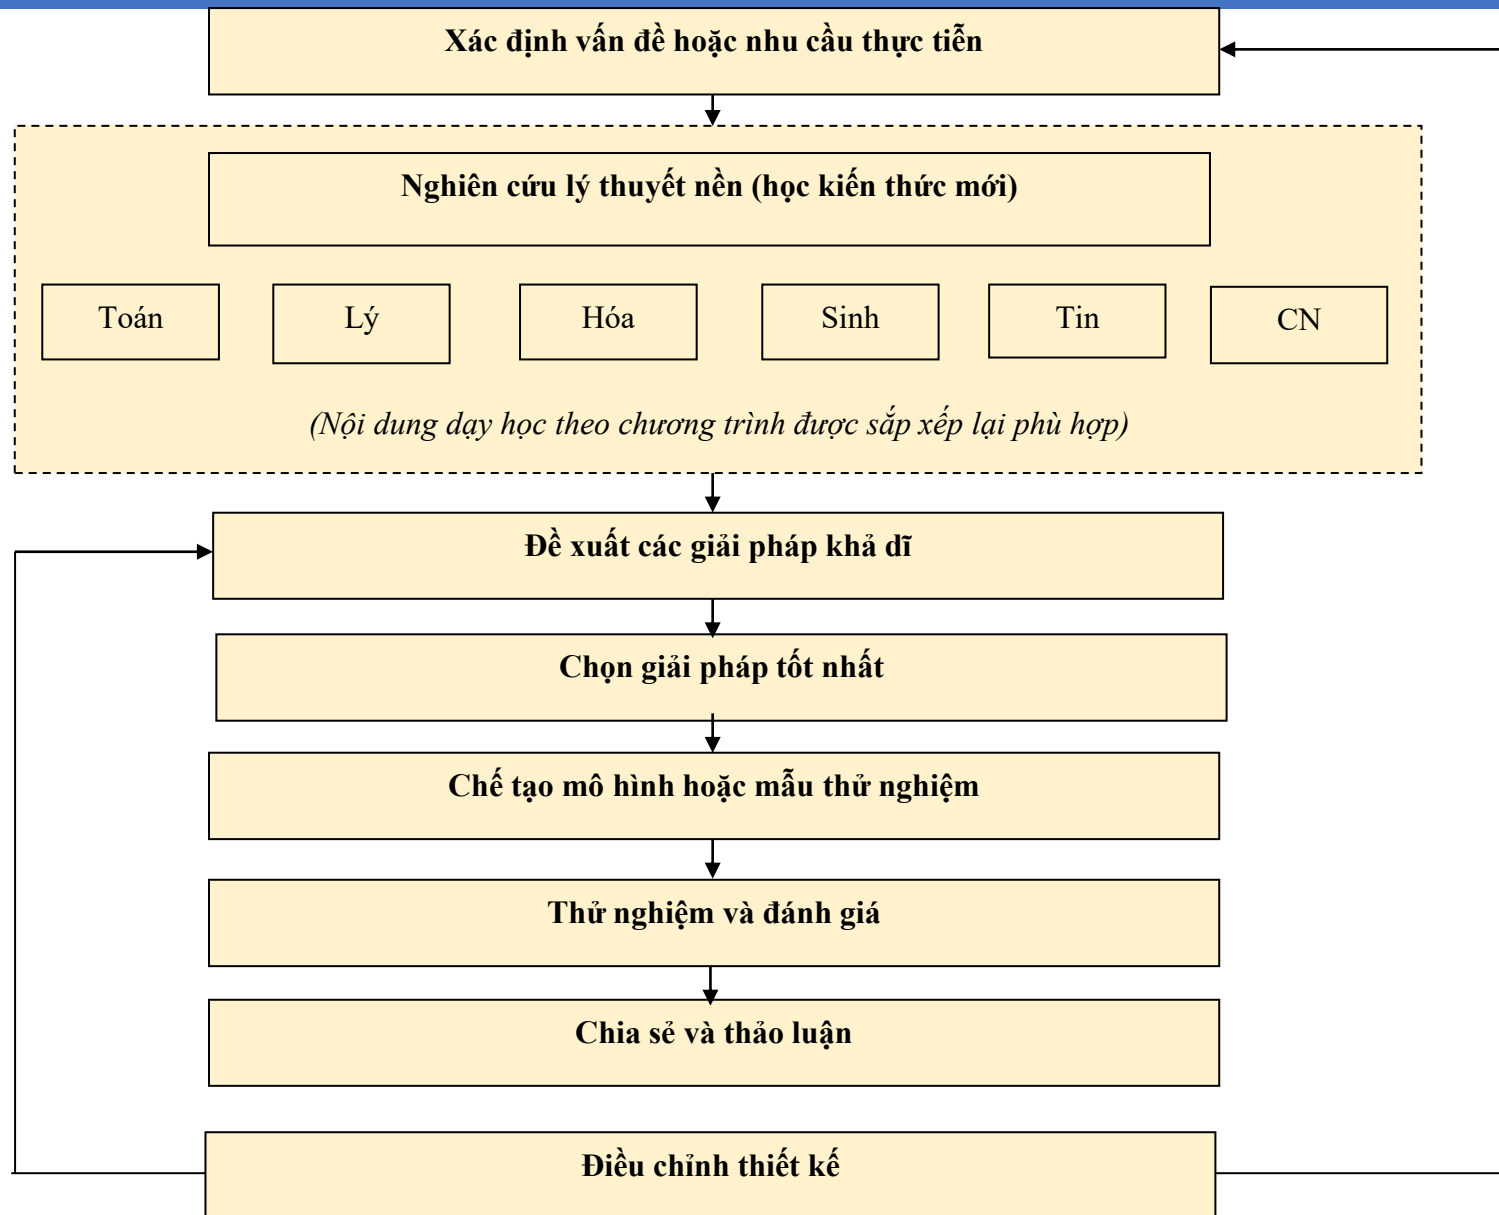 Xác định vấn đề hoặc nhu cầu thực tiễn
Nghiên cứu lý thuyết nền (học kiến thức mới)
Toán
Lý
Hóa
Sinh
Tin
CN
(Nội dung dạy học theo chương trình được sắp xếp lại phù hợp)
Đề xuất các giải pháp khả dĩ
Chọn giải pháp tốt nhất
Chế tạo mô hình hoặc mẫu thử nghiệm
Thử nghiệm và đánh giá
Chia sẻ và thảo luận
Điều chỉnh thiết kế